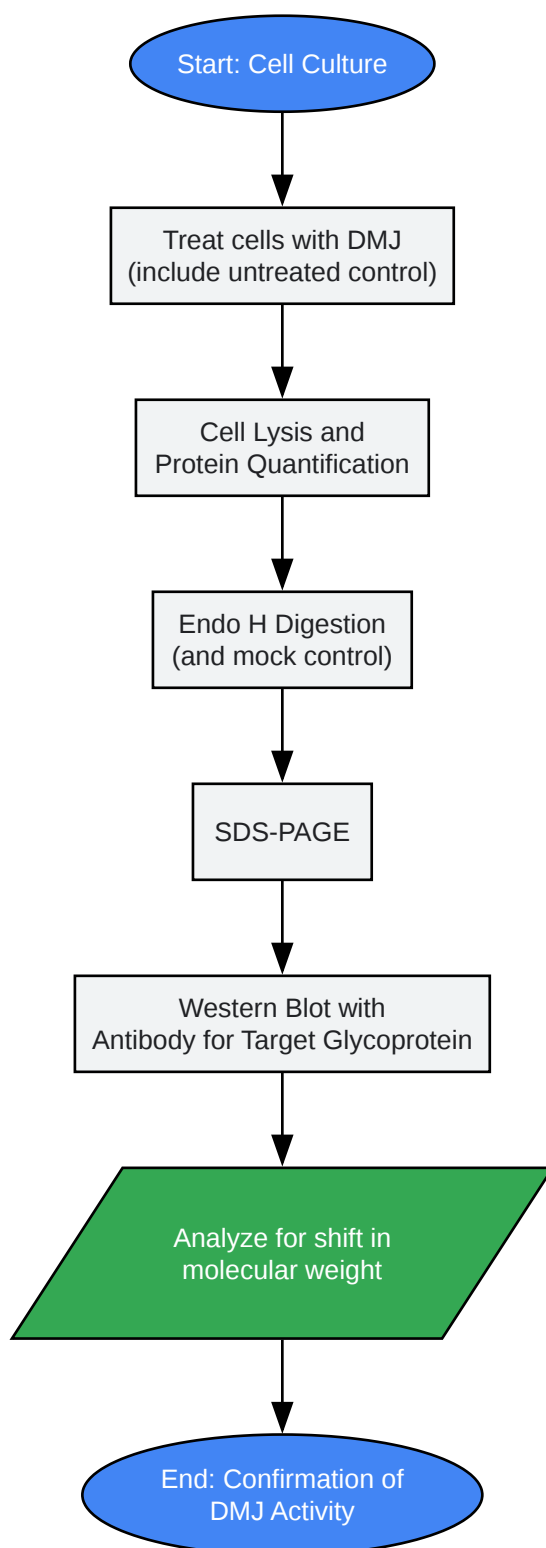 Start: Cell Culture
Treat cells with DMJ
(include untreated control)
Cell Lysis and
Protein Quantification
Endo H Digestion
(and mock control)
SDS-PAGE
Western Blot with
Antibody for Target Glycoprotein
Analyze for shift in
molecular weight
End: Confirmation of
DMJ Activity